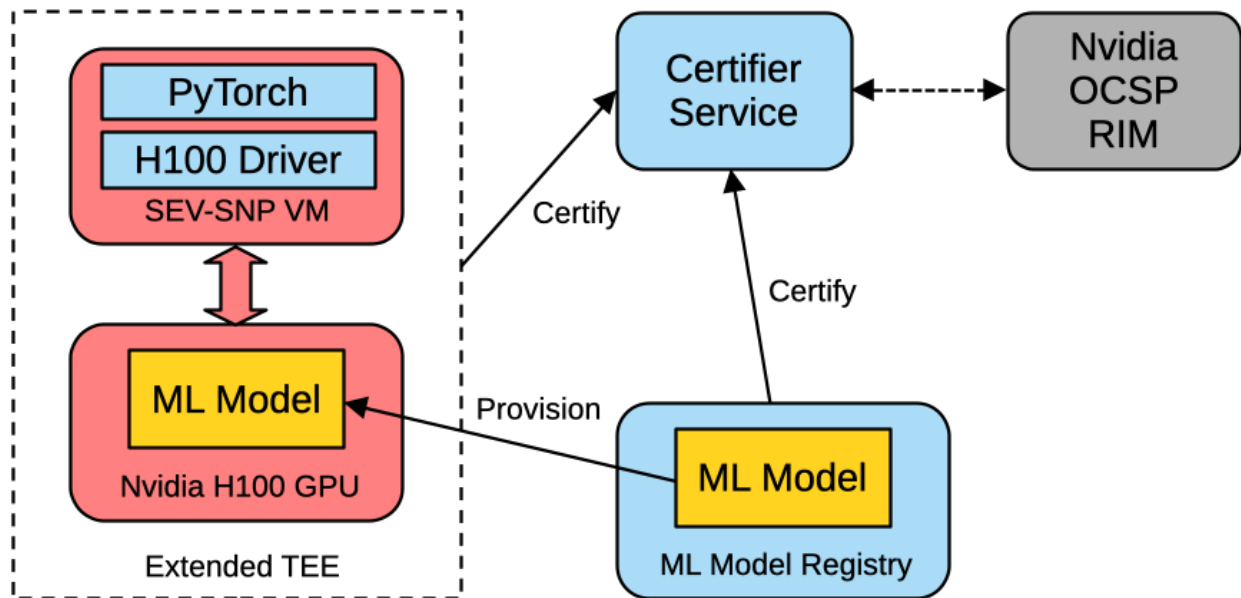 PyTorch
H100 Driver
SEV-SNP VM
ML Model
Nvidia H100 GPU
Extended TEE
Certify
Provision
Certifier
Service
Certify
ML Model
ML Model Registry
Nvidia
OCSP
RIM